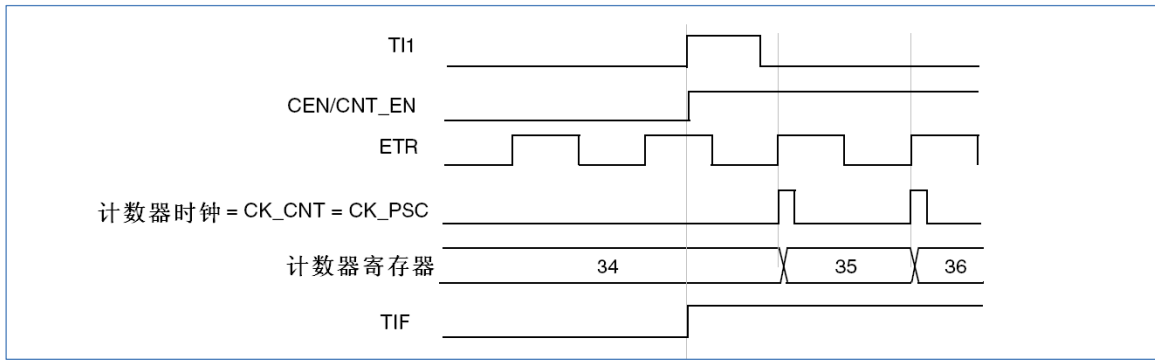 TI1
CEN/CNT_EN
ETR
计数器时钟 = CK_CNT = CK_PSC
计数器寄存器 34 35 36
TIF